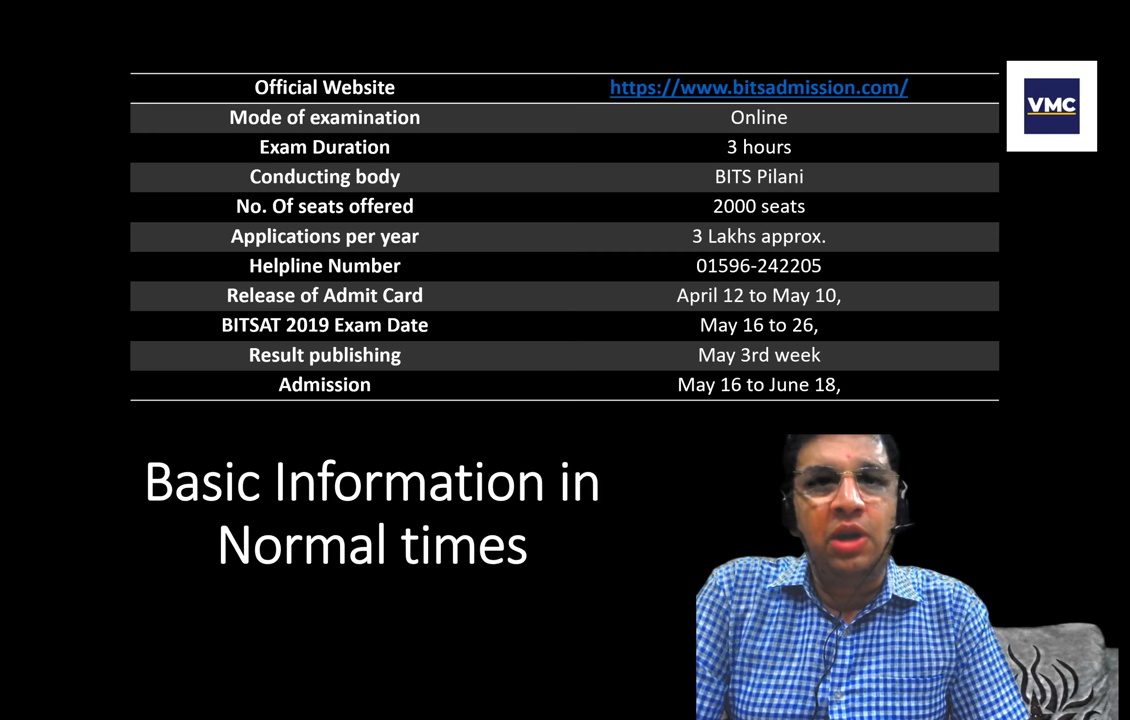 Official Website https://www.bitsadmission.com/
Mode of examination Online
Exam Duration 3 hours
Conducting body BITS Pilani
No. Of seats offered 2000 seats
Applications per year 3 Lakhs approx.
Helpline Number 01596-242205
Release of Admit Card April 12 to May 10,
BITSAT 2019 Exam Date May 16 to 26,
Result publishing May 3rd week
Admission May 16 to June 18,
VMC
Basic Information in
Normal times